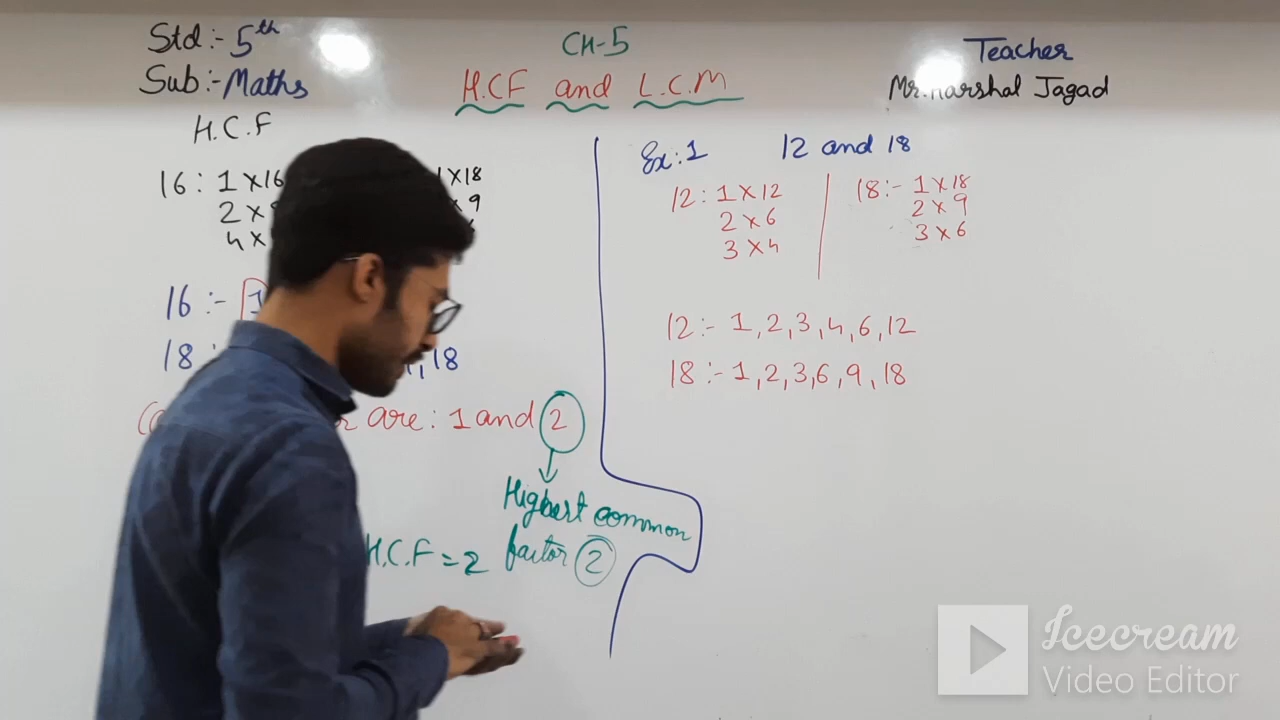 Std :- 5th
Sub :- Maths
CH-5
H.C.F and L.C.M
Teacher
Mr. Harshal Jagad
H.C.F
16 : 1 x 16
2 x
4 x
1 x 18
x 9
16 :- 1
18 , 18
are : 1 and 2
Highest common
factor 2
H.C.F = 2
Ex : 1 12 and 18
12 : 1 x 12
2 x 6
3 x 4
18 :- 1 x 18
2 x 9
3 x 6
12 :- 1, 2, 3, 4, 6, 12
18 :- 1, 2, 3, 6, 9, 18
Icecream
Video Editor